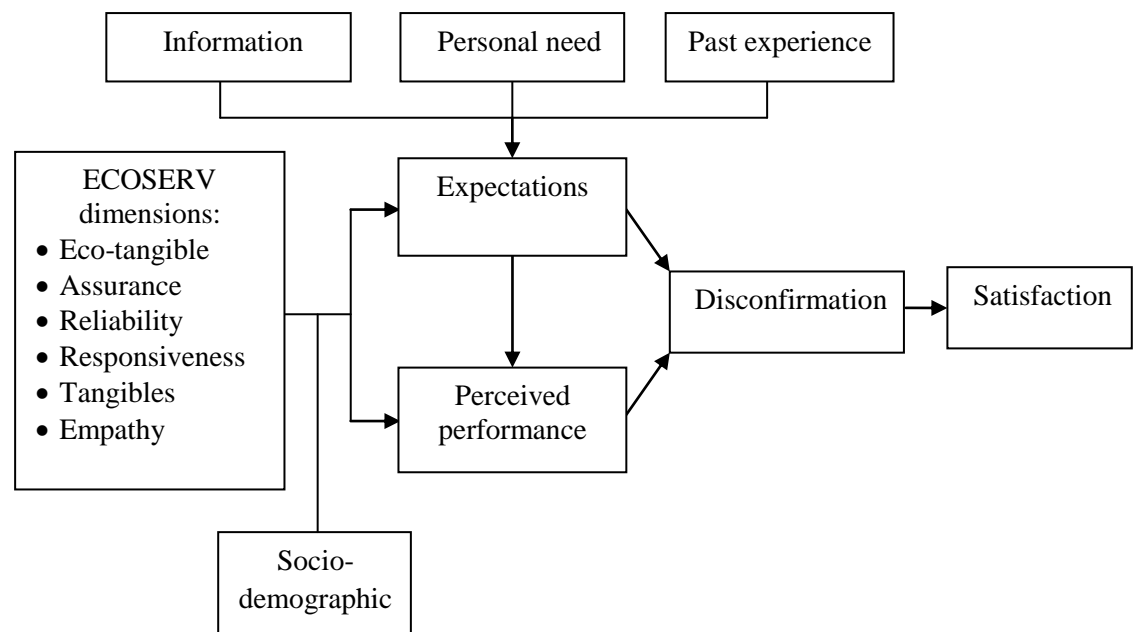 Information
Personal need
Past experience
ECOSERV
dimensions:
• Eco-tangible
• Assurance
• Reliability
• Responsiveness
• Tangibles
• Empathy
Expectations
Perceived
performance
Disconfirmation
Satisfaction
Socio-
demographic